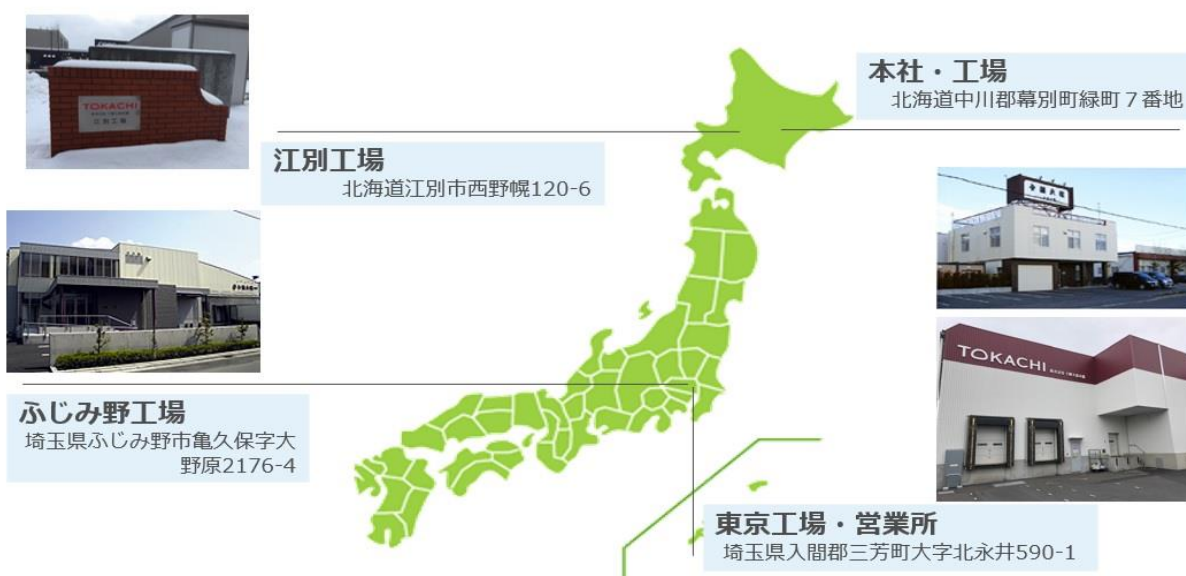 TOKACHI
江別工場
本社・工場
北海道中川郡幕別町緑町７番地
江別工場
北海道江別市西野幌120-6
ふじみ野工場
埼玉県ふじみ野市亀久保字大
野原2176-4
TOKACHI
東京工場・営業所
埼玉県入間郡三芳町大字北永井590-1